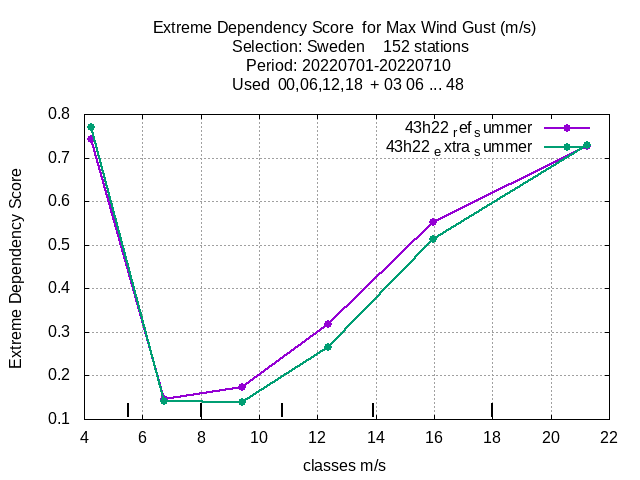 Extreme Dependency Score  for Max Wind Gust (m/s)
Selection: Sweden    152 stations
Period: 20220701-20220710
Used  00,06,12,18  + 03 06 ... 48
43h22 ref summer
43h22 extra summer
0.8
0.7
0.6
0.5
0.4
0.3
0.2
0.1
Extreme Dependency Score
4 6 8 10 12 14 16 18 20 22
classes m/s